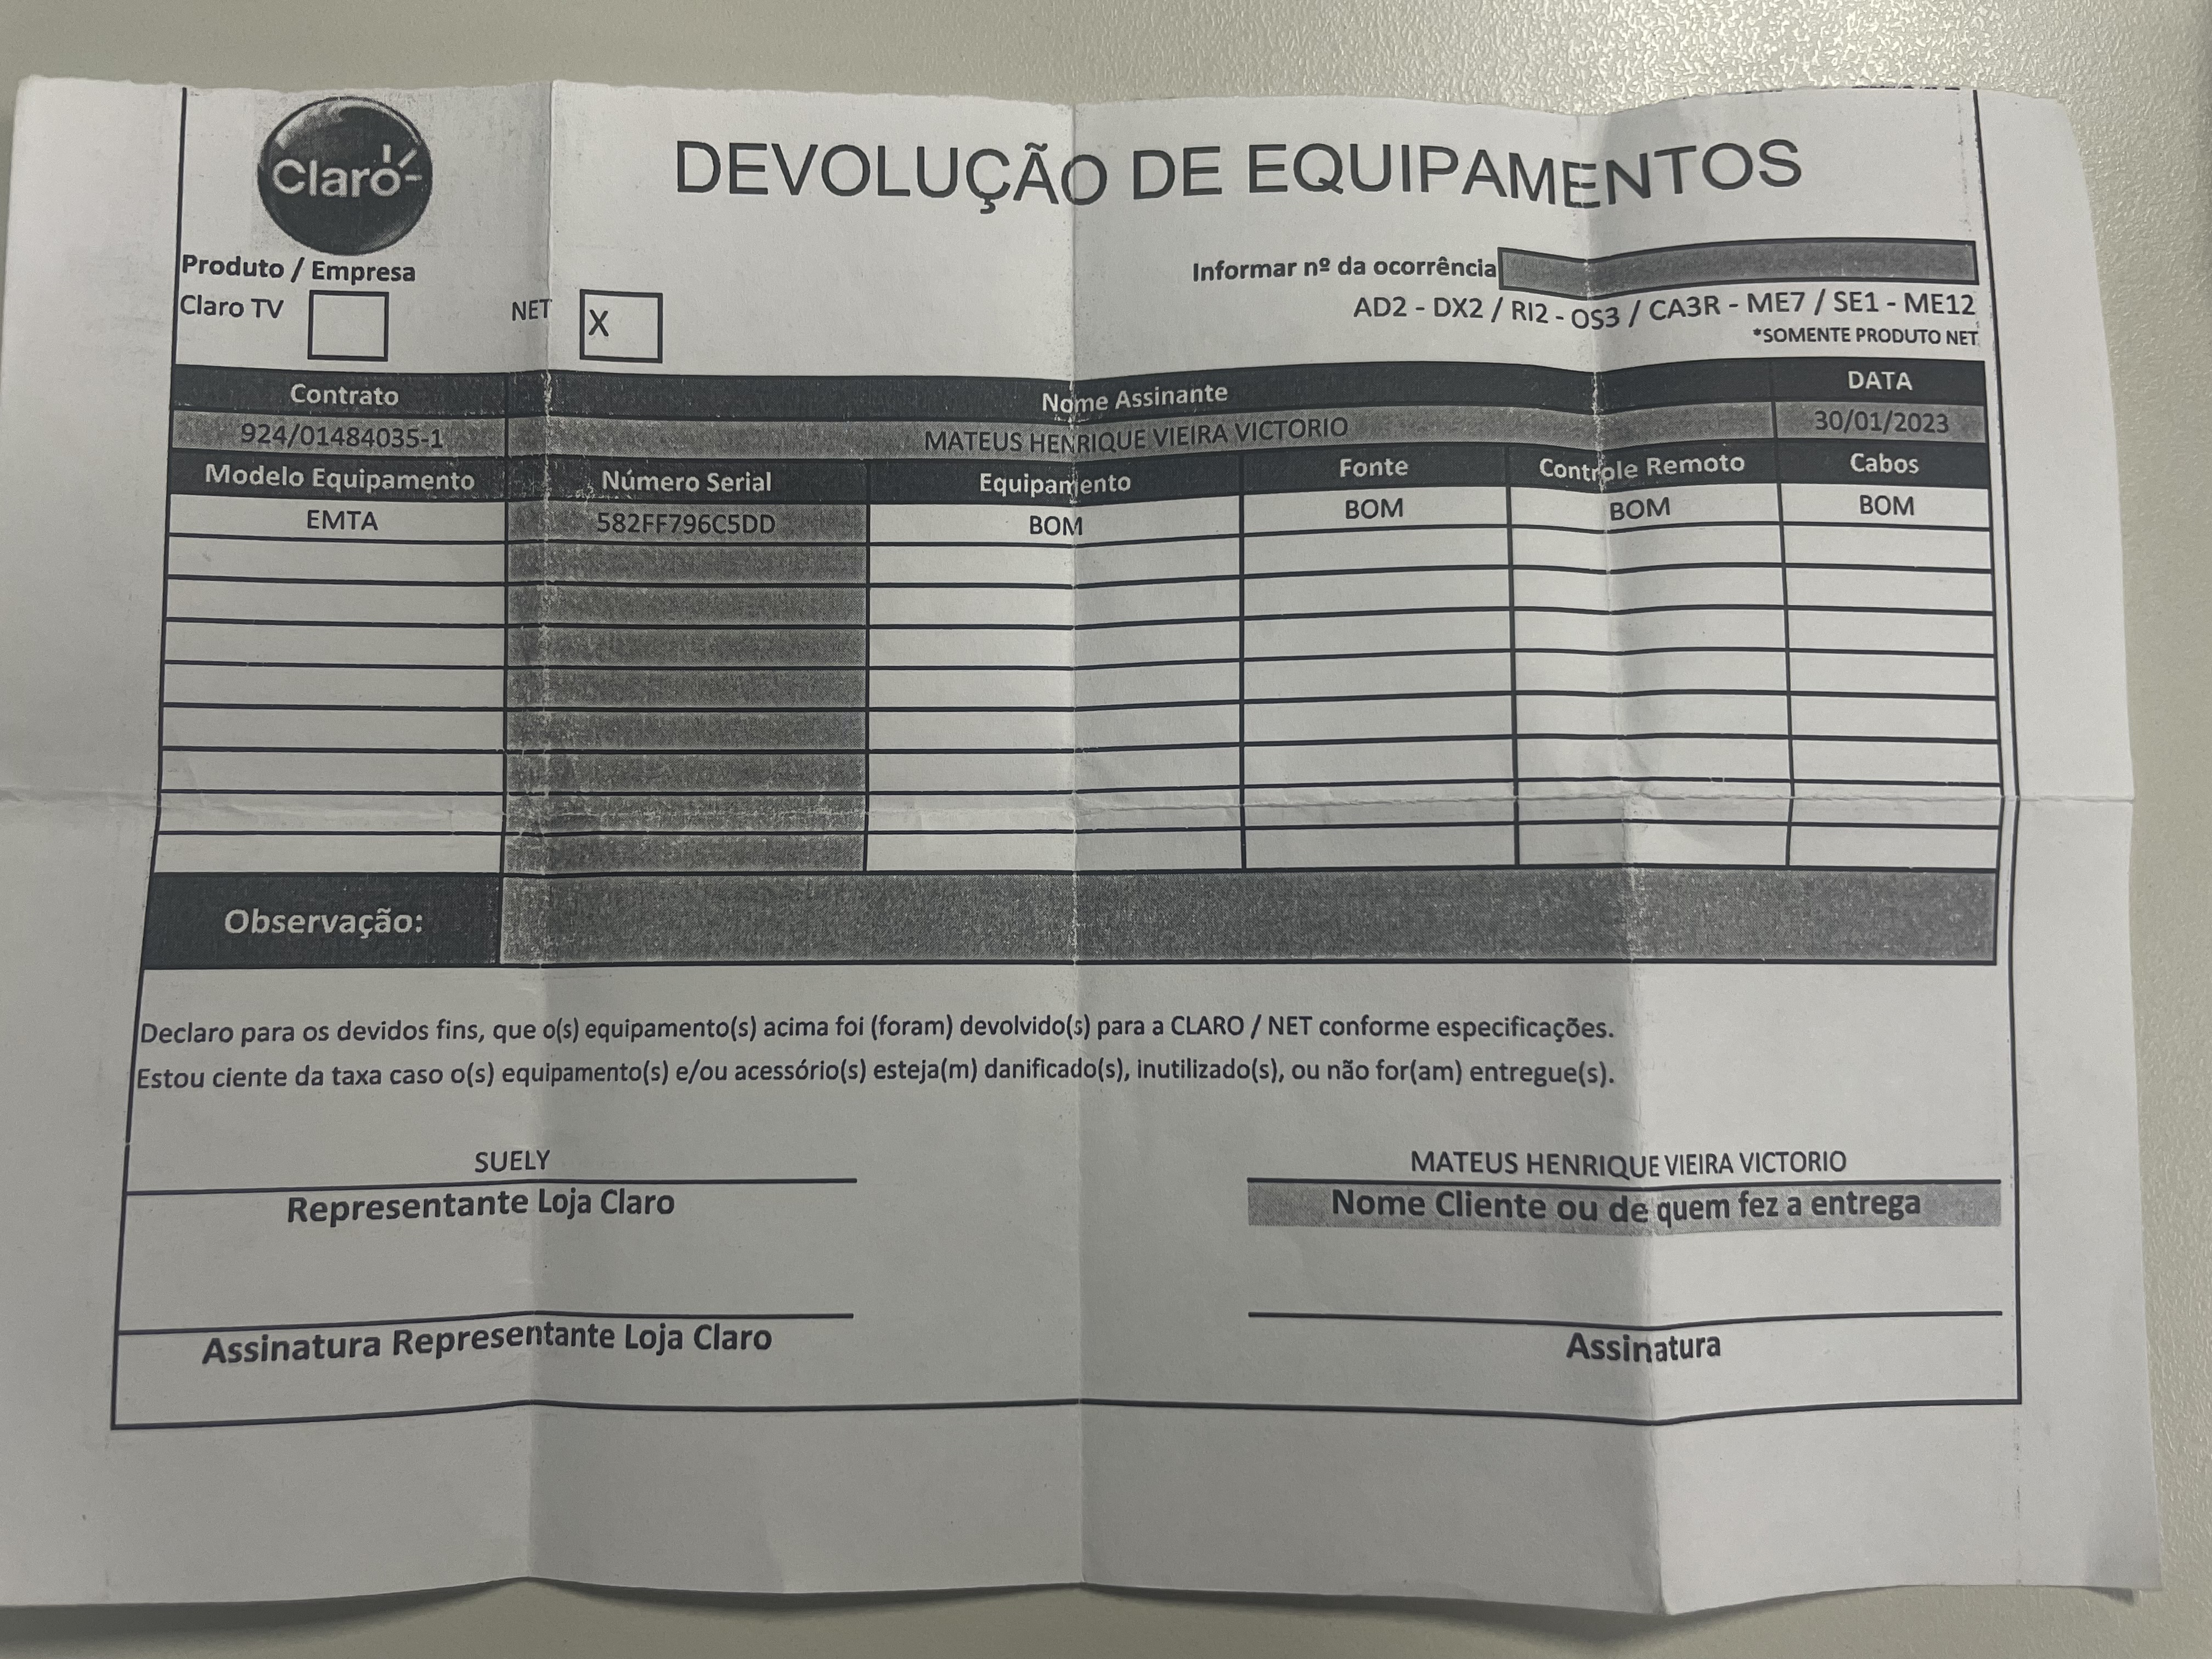 Claro-
DEVOLUÇÃO DE EQUIPAMENTOS
Produto / Empresa
Informar nº da ocorrência
Claro TV
NET X
AD2 - DX2 / RI2 - OS3 / CA3R - ME7 / SE1 - ME12
*SOMENTE PRODUTO NET
Contrato Nome Assinante DATA
924/01484035-1 MATEUS HENRIQUE VIEIRA VICTORIO 30/01/2023
Modelo Equipamento Número Serial Equipamento Fonte Controle Remoto Cabos
EMTA 582FF796C5DD BOM BOM BOM BOM
Observação:
Declaro para os devidos fins, que o(s) equipamento(s) acima foi (foram) devolvido(s) para a CLARO / NET conforme especificações.
Estou ciente da taxa caso o(s) equipamento(s) e/ou acessório(s) esteja(m) danificado(s), inutilizado(s), ou não for(am) entregue(s).
SUELY MATEUS HENRIQUE VIEIRA VICTORIO
Representante Loja Claro Nome Cliente ou de quem fez a entrega
Assinatura Representante Loja Claro Assinatura